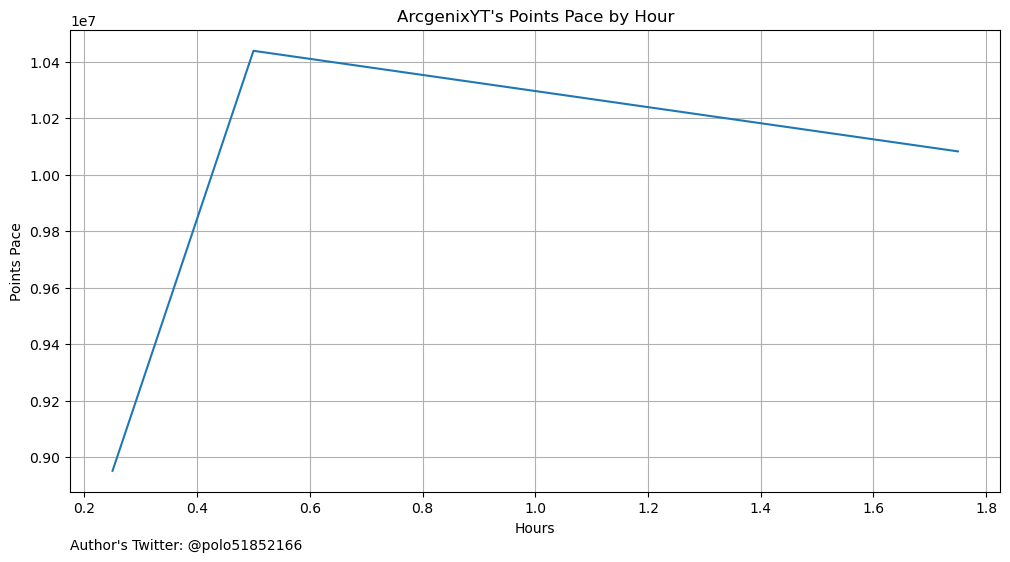 ArcgenixYT's Points Pace by Hour
1e7
1.04
1.02
1.00
0.98
0.96
0.94
0.92
0.90
Points Pace
0.2 0.4 0.6 0.8 1.0 1.2 1.4 1.6 1.8
Hours
Author's Twitter: @polo51852166